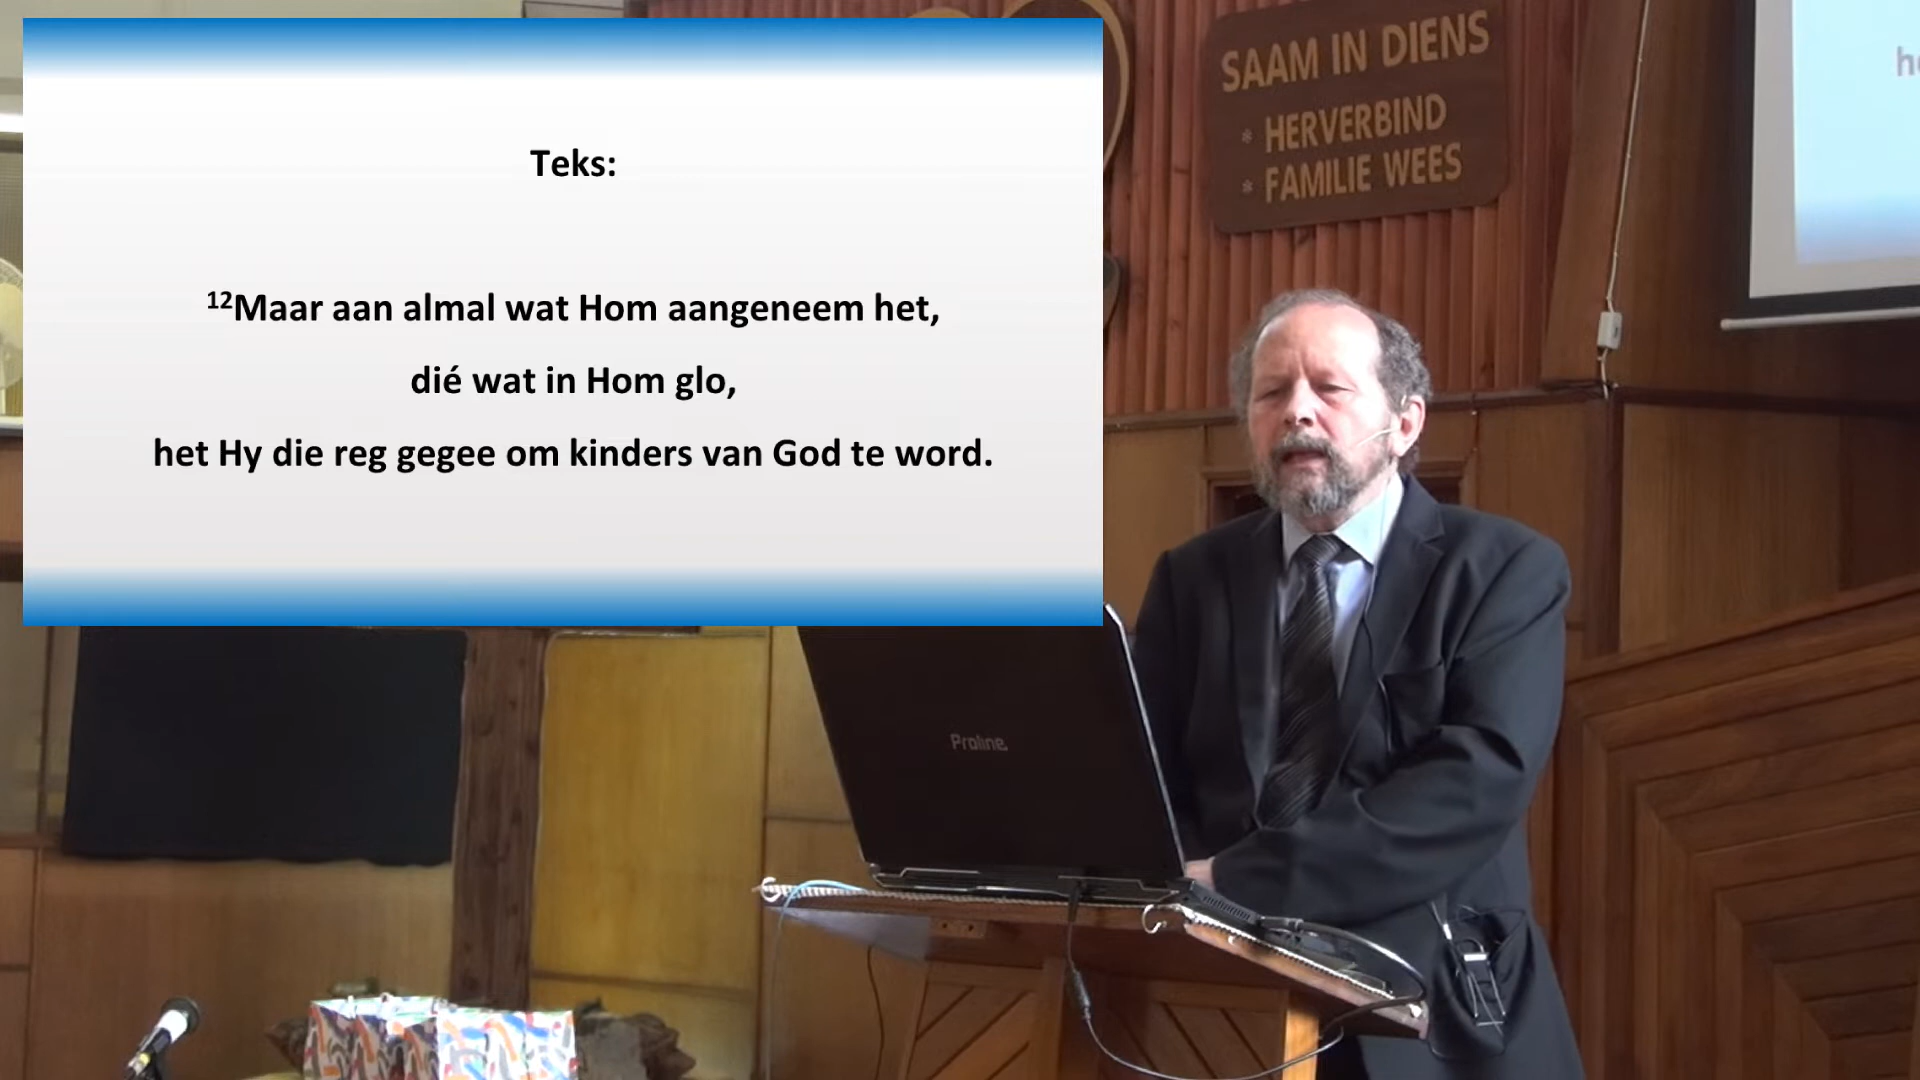 Teks:
¹²Maar aan almal wat Hom aangeneem het,
dié wat in Hom glo,
het Hy die reg gegee om kinders van God te word.
SAAM IN DIENS
* HERVERBIND
* FAMILIE WEES
Proline